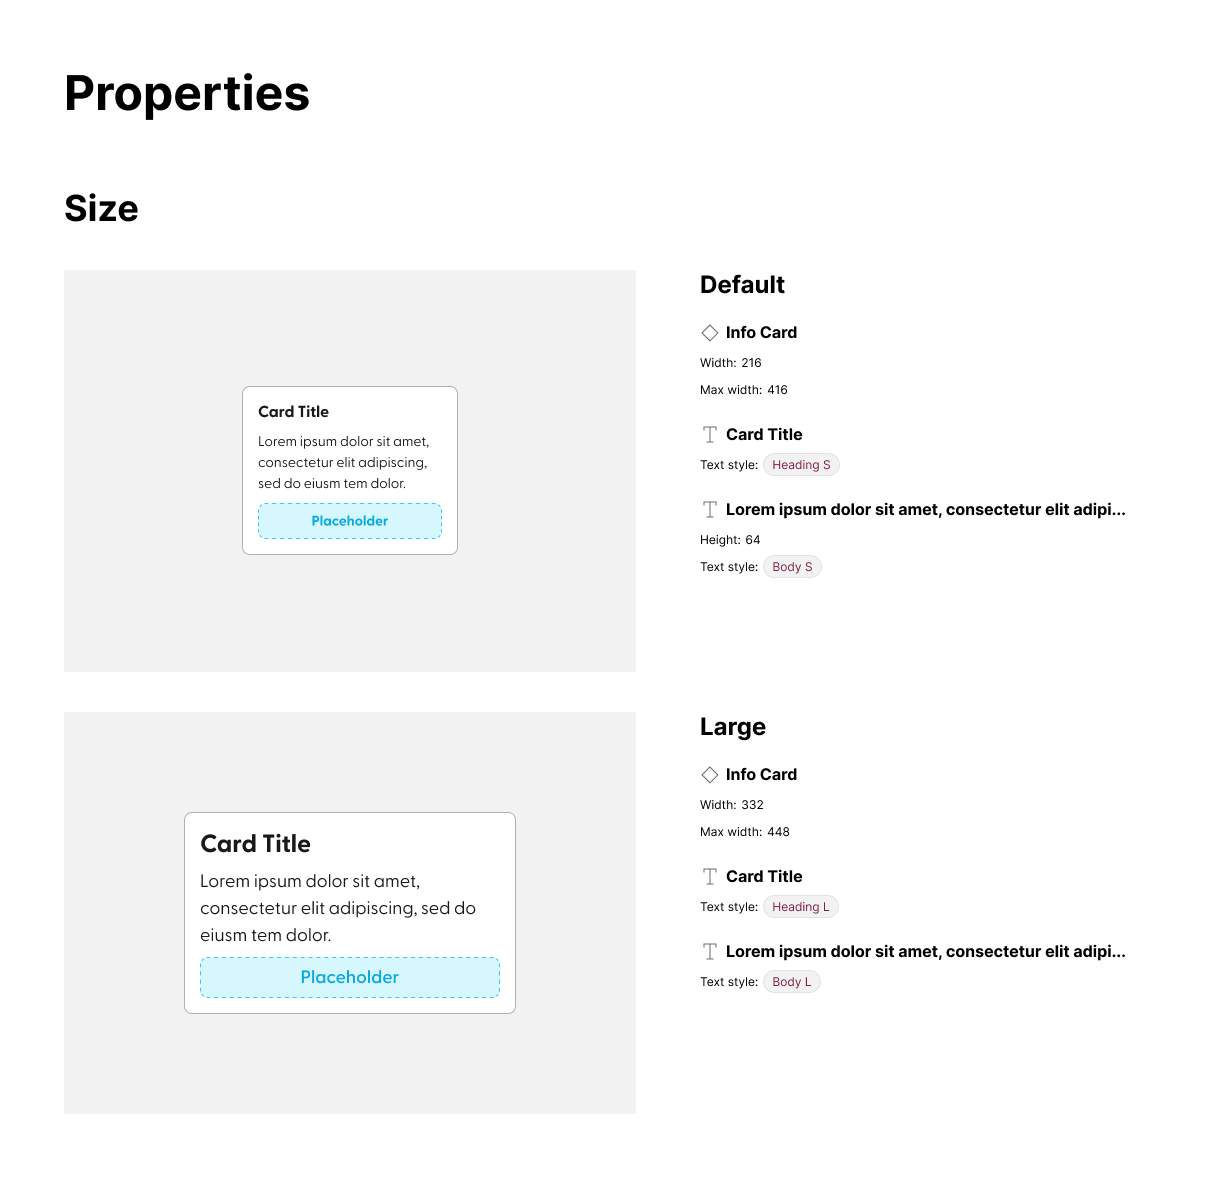 Properties
Size
Card Title
Lorem ipsum dolor sit amet,
consectetur elit adipiscing,
sed do eiusm tem dolor.
Placeholder
Default
Info Card
Width: 216
Max width: 416
Card Title
Text style: Heading S
Lorem ipsum dolor sit amet, consectetur elit adipi...
Height: 64
Text style: Body S
Card Title
Lorem ipsum dolor sit amet,
consectetur elit adipiscing, sed do
eiusm tem dolor.
Placeholder
Large
Info Card
Width: 332
Max width: 448
Card Title
Text style: Heading L
Lorem ipsum dolor sit amet, consectetur elit adipi...
Text style: Body L